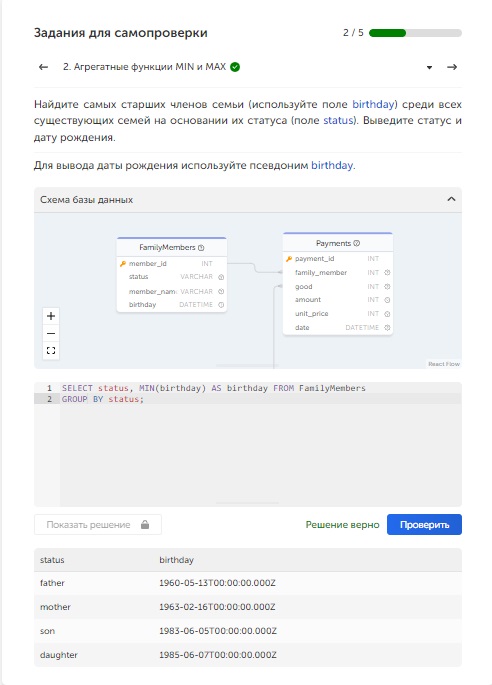 Задания для самопроверки
2 / 5
2. Агрегатные функции MIN и MAX
Найдите самых старших членов семьи (используйте поле birthday) среди всех
существующих семей на основании их статуса (поле status). Выведите статус и
дату рождения.
Для вывода даты рождения используйте псевдоним birthday.
Схема базы данных
FamilyMembers
member_id INT
status VARCHAR
member_nam VARCHAR
birthday DATETIME
Payments
payment_id INT
family_member INT
good INT
amount INT
unit_price INT
date DATETIME
React Flow
1 SELECT status, MIN(birthday) AS birthday FROM FamilyMembers
2 GROUP BY status;
Показать решение
Решение верно
Проверить
status birthday
father 1960-05-13T00:00:00.000Z
mother 1963-02-16T00:00:00.000Z
son 1983-06-05T00:00:00.000Z
daughter 1985-06-07T00:00:00.000Z